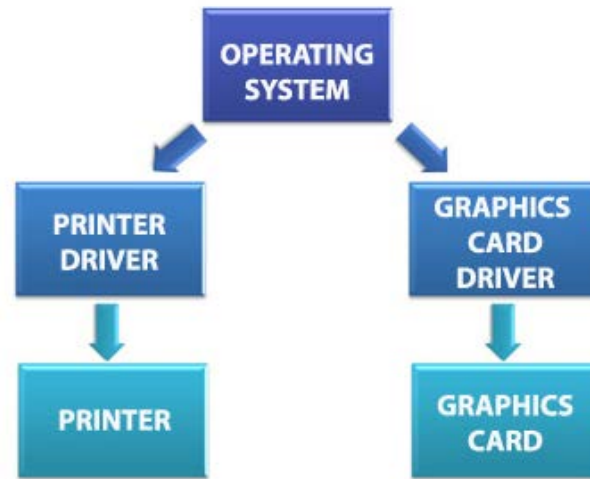 OPERATING
SYSTEM
PRINTER
DRIVER
GRAPHICS
CARD
DRIVER
PRINTER
GRAPHICS
CARD